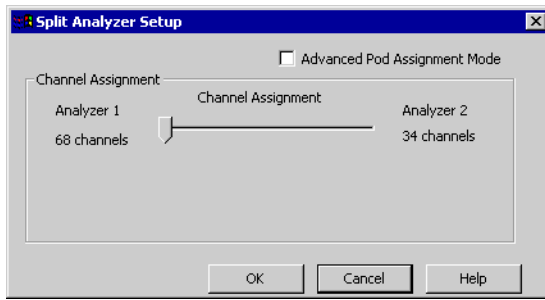 Split Analyzer Setup
Advanced Pod Assignment Mode
Channel Assignment
Channel Assignment
Analyzer 1
Analyzer 2
68 channels
34 channels
OK
Cancel
Help